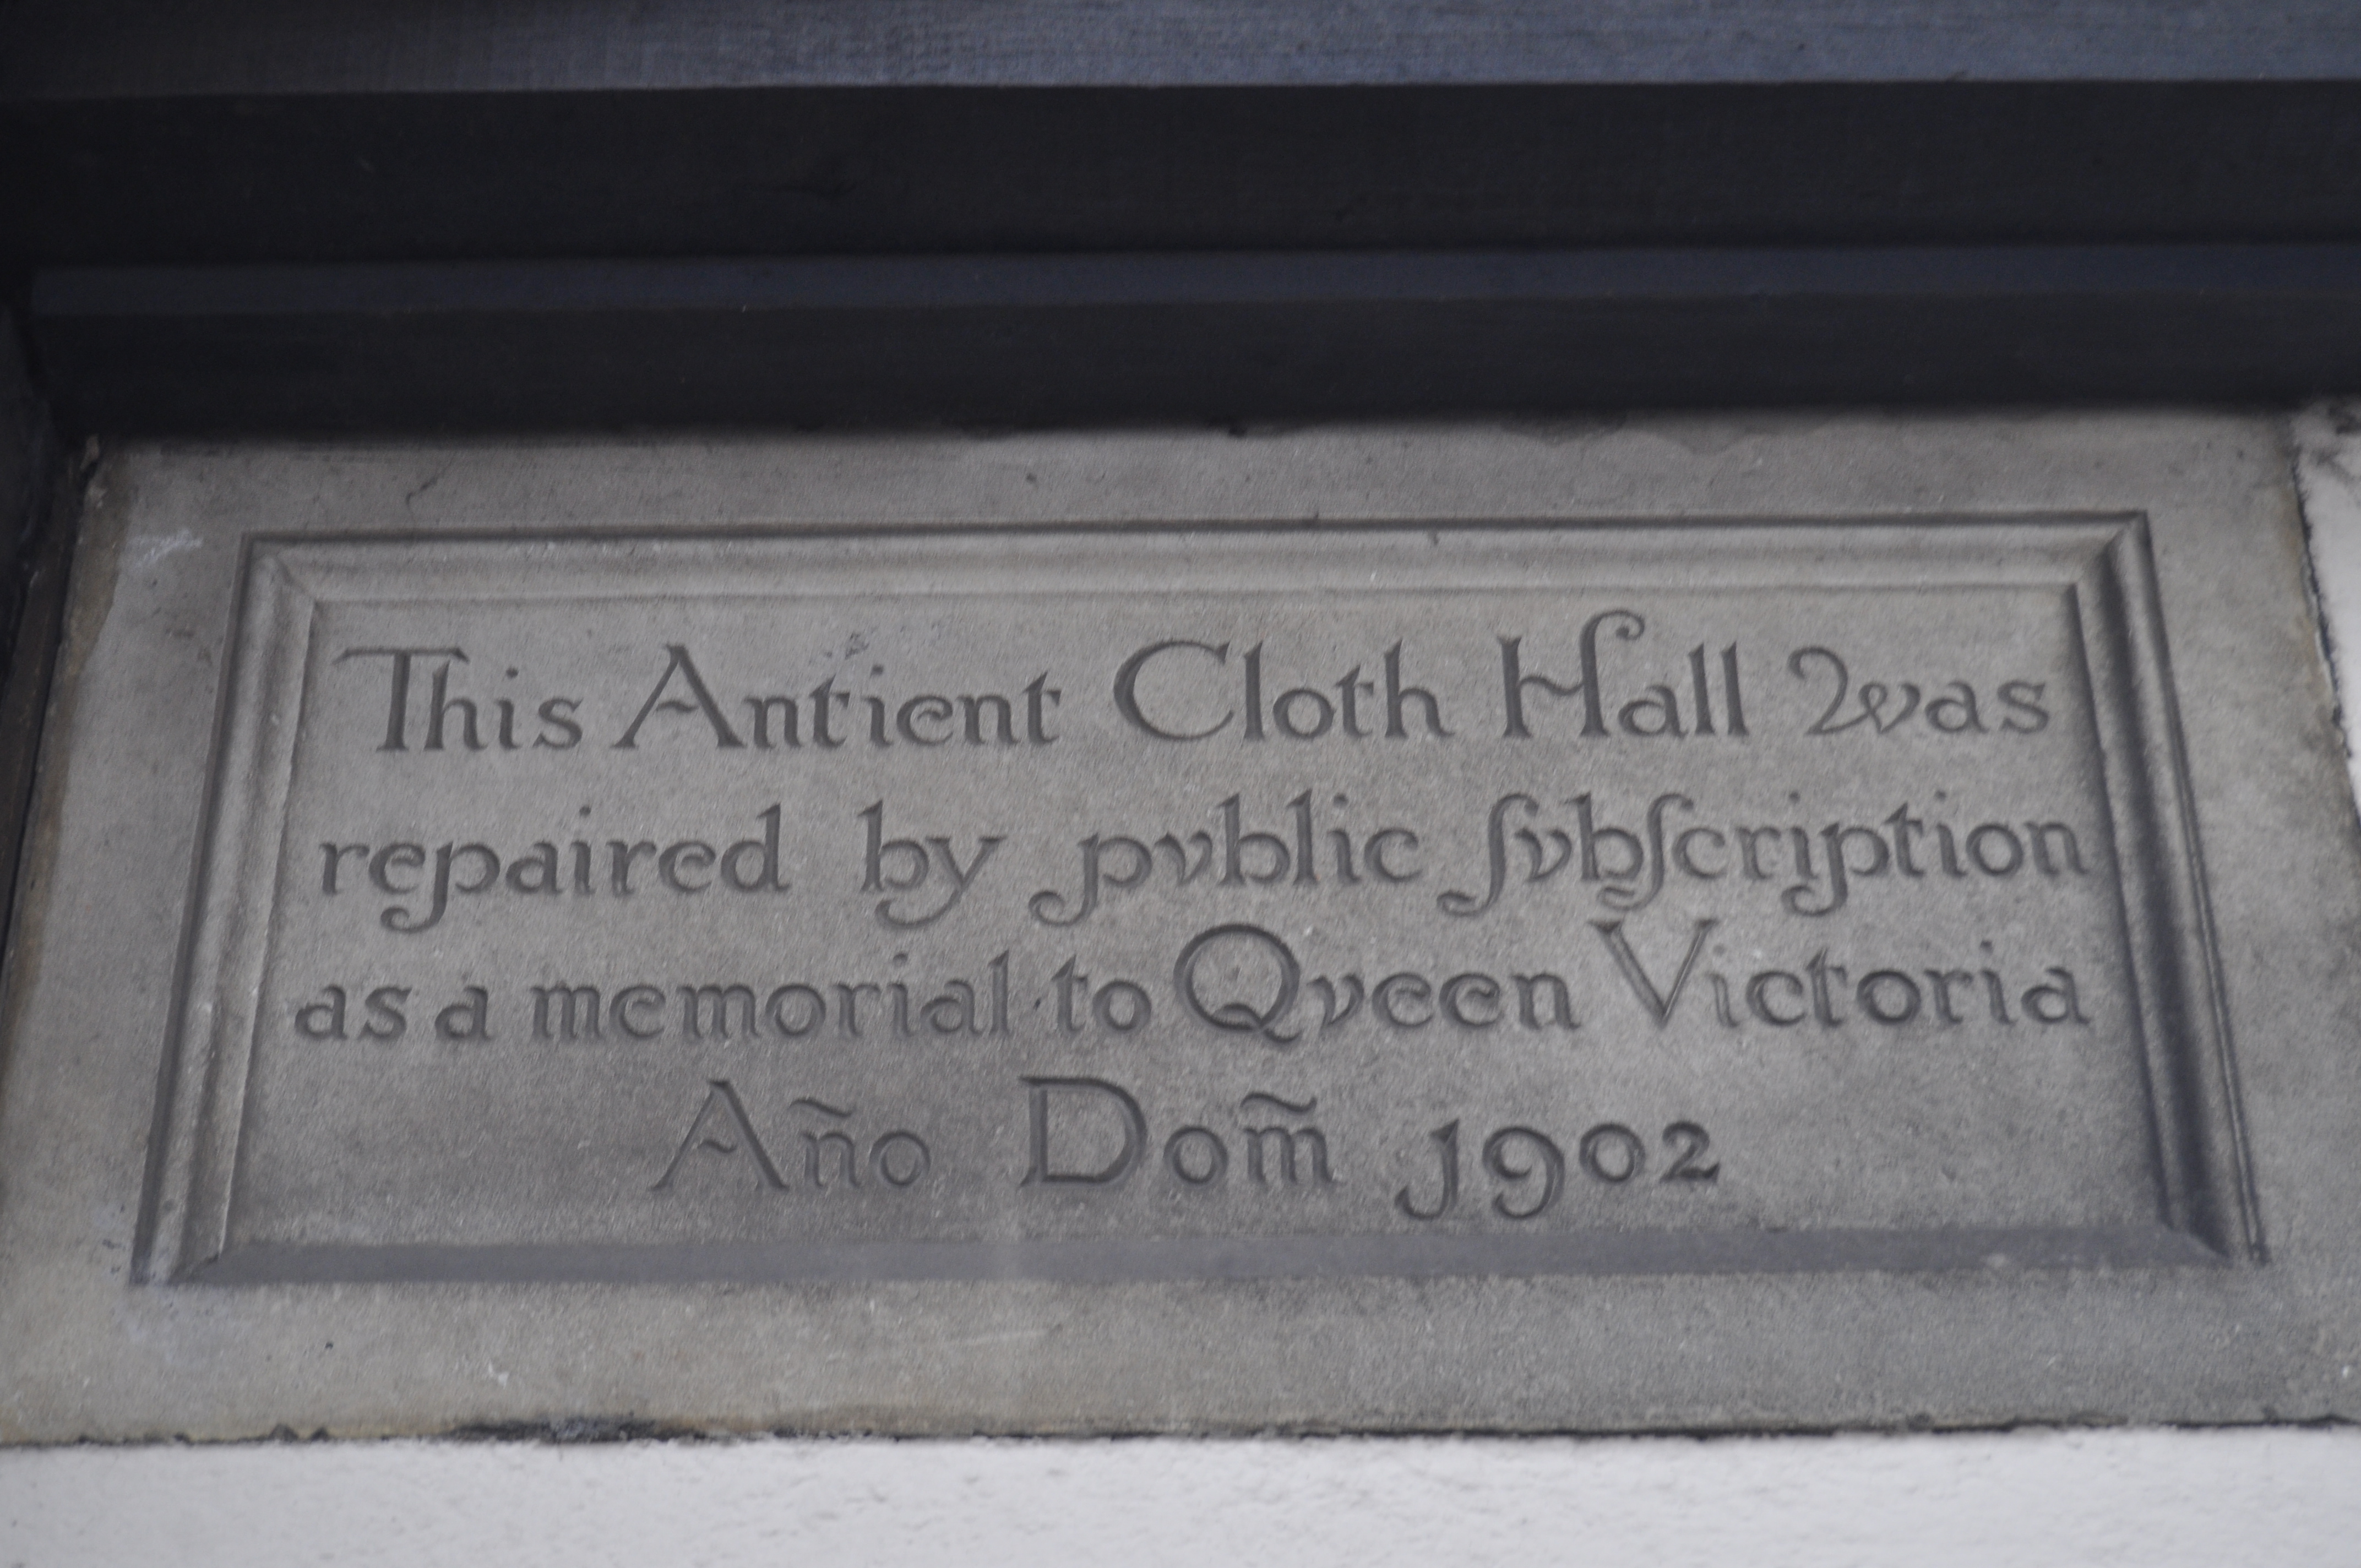 This Antient Cloth Hall was
repaired by pvblic ſvbſcription
as a memorial to Qveen Victoria
Año Dom̃ 1902